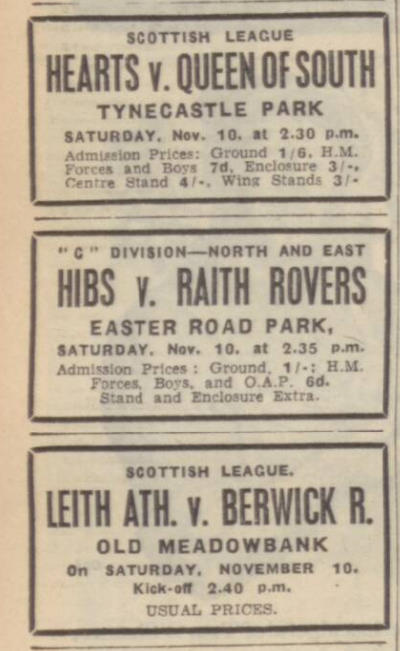 SCOTTISH LEAGUE
HEARTS v. QUEEN OF SOUTH
TYNECASTLE PARK
SATURDAY, Nov. 10, at 2.30 p.m.
Admission Prices: Ground 1/6, H.M.
Forces and Boys 7d, Enclosure 3/-,
Centre Stand 4/-, Wing Stands 3/-
"C" DIVISION—NORTH AND EAST
HIBS v. RAITH ROVERS
EASTER ROAD PARK,
SATURDAY, Nov. 10, at 2.35 p.m.
Admission Prices: Ground, 1/-; H.M.
Forces, Boys, and O.A.P. 6d.
Stand and Enclosure Extra.
SCOTTISH LEAGUE.
LEITH ATH. v. BERWICK R.
OLD MEADOWBANK
On SATURDAY, NOVEMBER 10.
Kick-off 2.40 p.m.
USUAL PRICES.